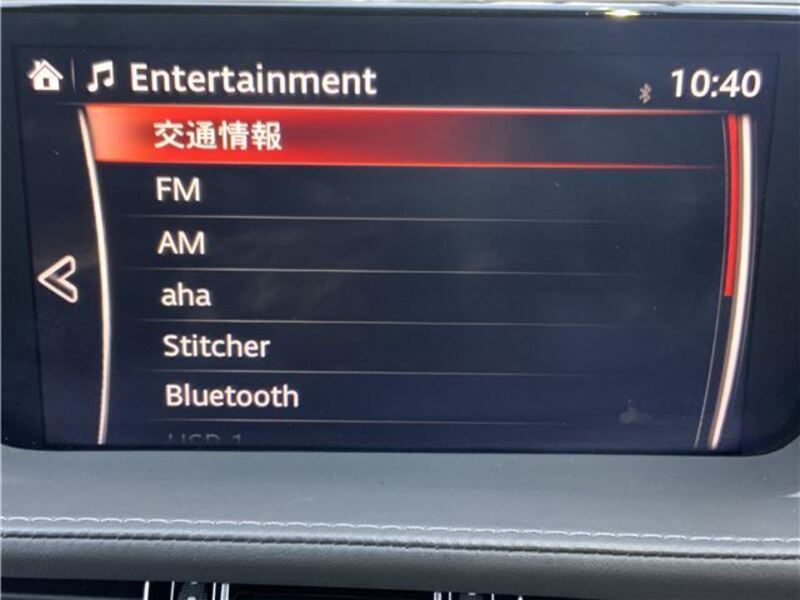 Entertainment 10:40
交通情報
FM
AM
aha
Stitcher
Bluetooth